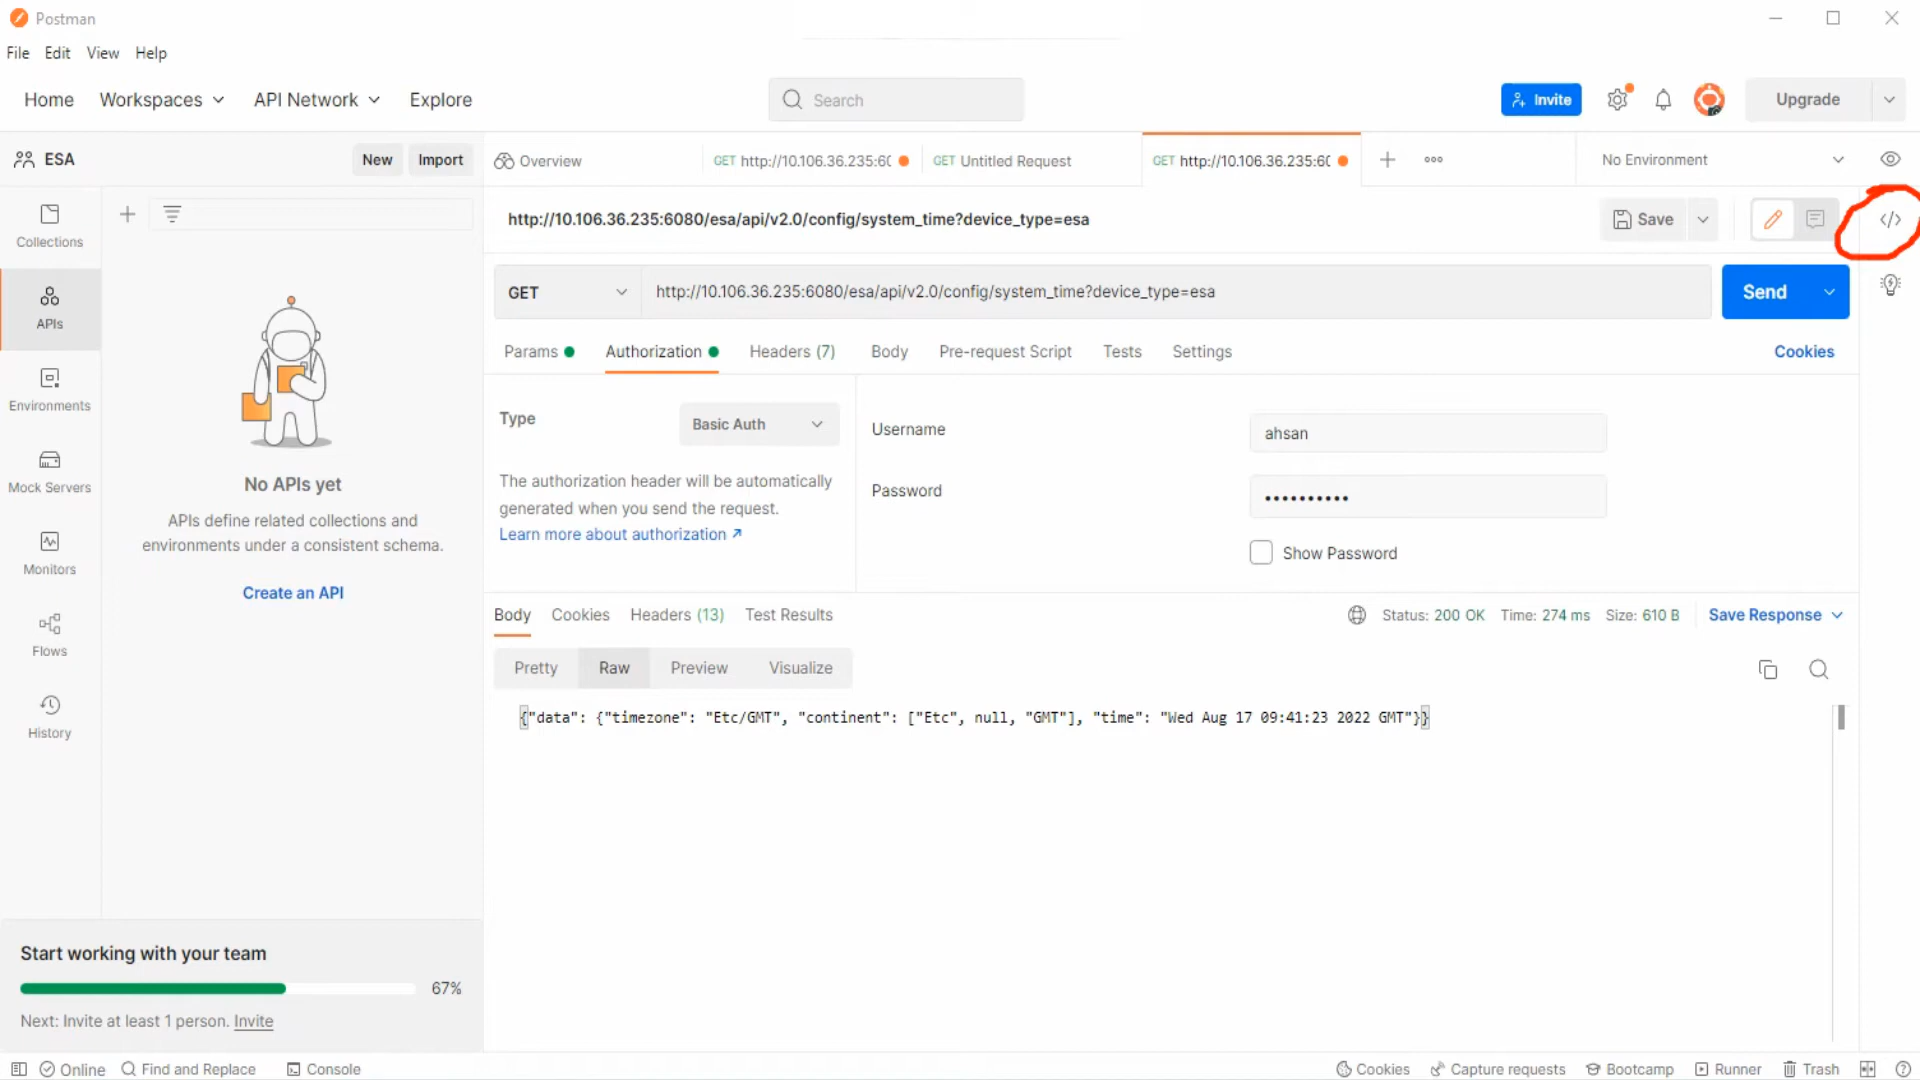 Postman
File Edit View Help
Home Workspaces API Network Explore Search Invite Upgrade
ESA New Import Overview GET http://10.106.36.235:60 GET Untitled Request GET http://10.106.36.235:60 No Environment
http://10.106.36.235:6080/esa/api/v2.0/config/system_time?device_type=esa Save </>
Collections
GET http://10.106.36.235:6080/esa/api/v2.0/config/system_time?device_type=esa Send
APIs
Params Authorization Headers (7) Body Pre-request Script Tests Settings Cookies
Environments
Type Basic Auth Username ahsan
The authorization header will be automatically
generated when you send the request.
Learn more about authorization
Password ••••••••••
Show Password
Mock Servers
No APIs yet
APIs define related collections and
environments under a consistent schema.
Create an API
Monitors
Flows
History
Body Cookies Headers (13) Test Results Status: 200 OK Time: 274 ms Size: 610 B Save Response
Pretty Raw Preview Visualize
{"data": {"timezone": "Etc/GMT", "continent": ["Etc", null, "GMT"], "time": "Wed Aug 17 09:41:23 2022 GMT"}}
Start working with your team
67%
Next: Invite at least 1 person. Invite
Online Find and Replace Console Cookies Capture requests Bootcamp Runner Trash